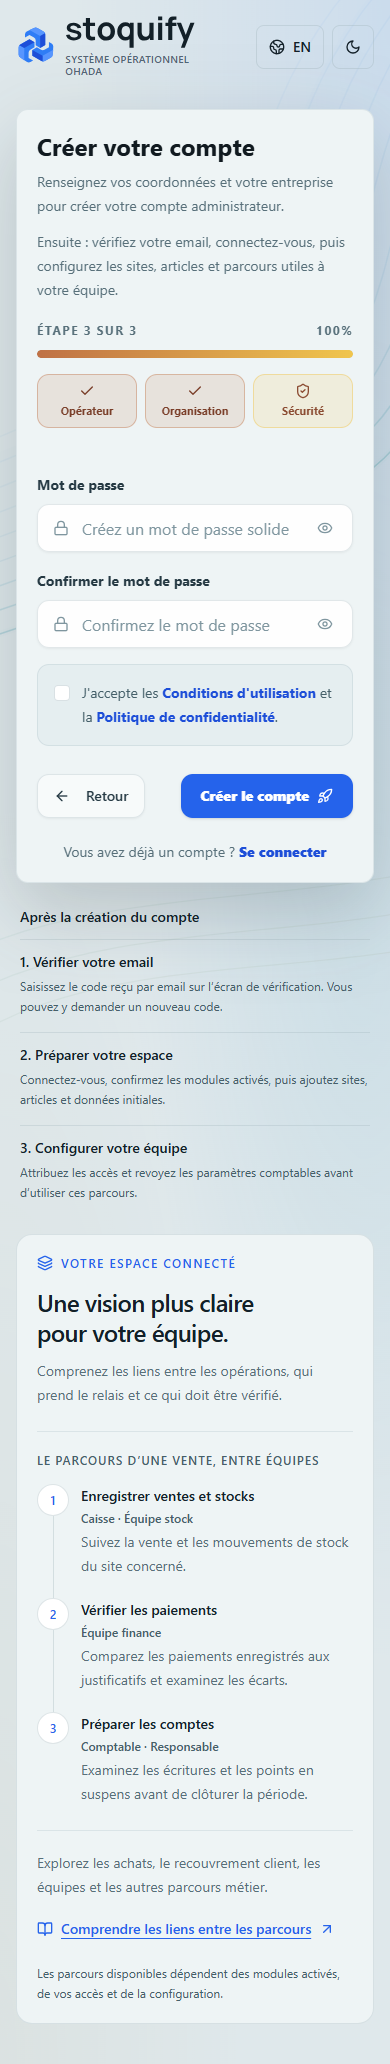 stoquify
SYSTÈME OPÉRATIONNEL
OHADA
EN
Créer votre compte
Renseignez vos coordonnées et votre entreprise
pour créer votre compte administrateur.
Ensuite : vérifiez votre email, connectez-vous, puis
configurez les sites, articles et parcours utiles à
votre équipe.
ÉTAPE 3 SUR 3
100%
Opérateur
Organisation
Sécurité
Mot de passe
Créez un mot de passe solide
Confirmer le mot de passe
Confirmez le mot de passe
J'accepte les Conditions d'utilisation et
la Politique de confidentialité.
Retour
Créer le compte
Vous avez déjà un compte ? Se connecter
Après la création du compte
1. Vérifier votre email
Saisissez le code reçu par email sur l’écran de vérification. Vous
pouvez y demander un nouveau code.
2. Préparer votre espace
Connectez-vous, confirmez les modules activés, puis ajoutez sites,
articles et données initiales.
3. Configurer votre équipe
Attribuez les accès et revoyez les paramètres comptables avant
d’utiliser ces parcours.
VOTRE ESPACE CONNECTÉ
Une vision plus claire
pour votre équipe.
Comprenez les liens entre les opérations, qui
prend le relais et ce qui doit être vérifié.
LE PARCOURS D’UNE VENTE, ENTRE ÉQUIPES
1
Enregistrer ventes et stocks
Caisse · Équipe stock
Suivez la vente et les mouvements de stock
du site concerné.
2
Vérifier les paiements
Équipe finance
Comparez les paiements enregistrés aux
justificatifs et examinez les écarts.
3
Préparer les comptes
Comptable · Responsable
Examinez les écritures et les points en
suspens avant de clôturer la période.
Explorez les achats, le recouvrement client, les
équipes et les autres parcours métier.
Comprendre les liens entre les parcours
Les parcours disponibles dépendent des modules activés,
de vos accès et de la configuration.